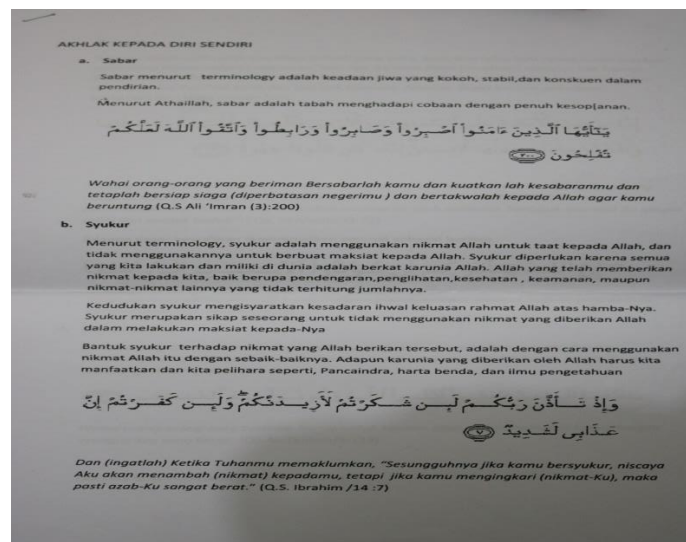 AKHLAK KEPADA DIRI SENDIRI
a. Sabar
Sabar menurut terminology adalah keadaan jiwa yang kokoh, stabil,dan konskuen dalam
pendirian.
Menurut Athaillah, sabar adalah tabah menghadapi cobaan dengan penuh kesop[anan.
يَـٰٓأَيُّهَا ٱلَّذِينَ ءَامَنُواْ ٱصْبِرُواْ وَصَابِرُواْ وَرَابِطُواْ وَٱتَّقُواْ ٱللَّهَ لَعَلَّكُمْ
تُفْلِحُونَ ٢٠٠
Wahai orang-orang yang beriman Bersabarlah kamu dan kuatkan lah kesabaranmu dan
tetaplah bersiap siaga (diperbatasan negerimu ) dan bertakwalah kepada Allah agar kamu
beruntung (Q.S Ali 'Imran (3):200)
b. Syukur
Menurut terminology, syukur adalah menggunakan nikmat Allah untuk taat kepada Allah, dan
tidak menggunakannya untuk berbuat maksiat kepada Allah. Syukur diperlukan karena semua
yang kita lakukan dan miliki di dunia adalah berkat karunia Allah. Allah yang telah memberikan
nikmat kepada kita, baik berupa pendengaran,penglihatan,kesehatan , keamanan, maupun
nikmat-nikmat lainnya yang tidak terhitung jumlahnya.
Kedudukan syukur mengisyaratkan kesadaran ihwal keluasan rahmat Allah atas hamba-Nya.
Syukur merupakan sikap seseorang untuk tidak menggunakan nikmat yang diberikan Allah
dalam melakukan maksiat kepada-Nya
Bantuk syukur terhadap nikmat yang Allah berikan tersebut, adalah dengan cara menggunakan
nikmat Allah itu dengan sebaik-baiknya. Adapun karunia yang diberikan oleh Allah harus kita
manfaatkan dan kita pelihara seperti, Pancaindra, harta benda, dan ilmu pengetahuan
وَإِذْ تَأَذَّنَ رَبُّكُمْ لَئِن شَكَرْتُمْ لَأَزِيدَنَّكُمْ ۖ وَلَئِن كَفَرْتُمْ إِنَّ
عَذَابِى لَشَدِيدٌ ٧
Dan (ingatlah) Ketika Tuhanmu memaklumkan, "Sesungguhnya jika kamu bersyukur, niscaya
Aku akan menambah (nikmat) kepadamu, tetapi jika kamu mengingkari (nikmat-Ku), maka
pasti azab-Ku sangat berat." (Q.S. Ibrahim /14 :7)